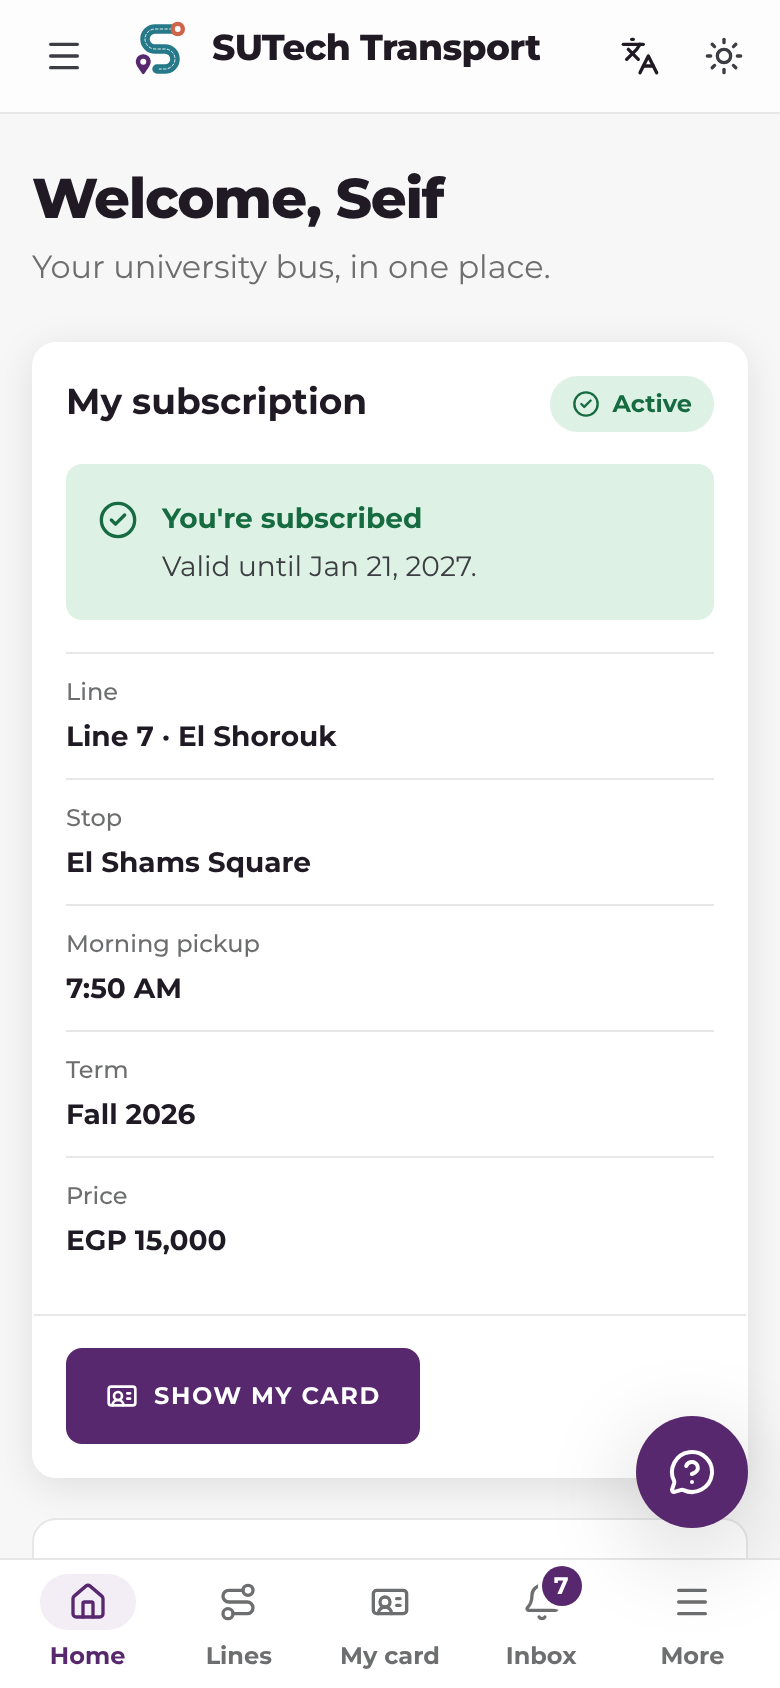 SUTech Transport
Welcome, Seif
Your university bus, in one place.
My subscription
Active
You're subscribed
Valid until Jan 21, 2027.
Line
Line 7 · El Shorouk
Stop
El Shams Square
Morning pickup
7:50 AM
Term
Fall 2026
Price
EGP 15,000
SHOW MY CARD
7
Home
Lines
My card
Inbox
More